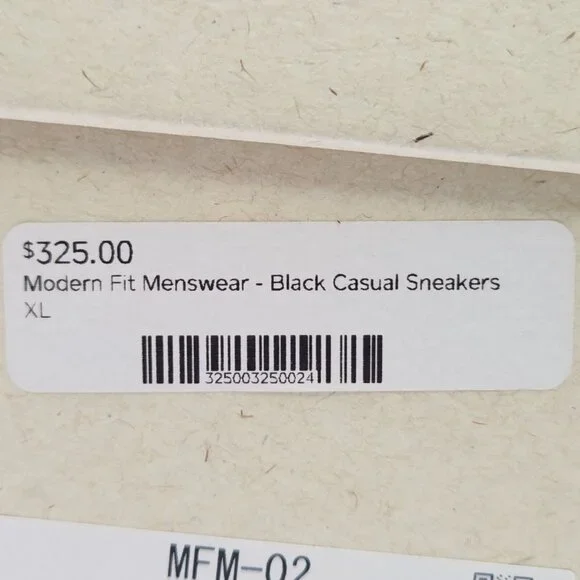 $325.00
Modern Fit Menswear - Black Casual Sneakers
XL
325003250024
MFM-02